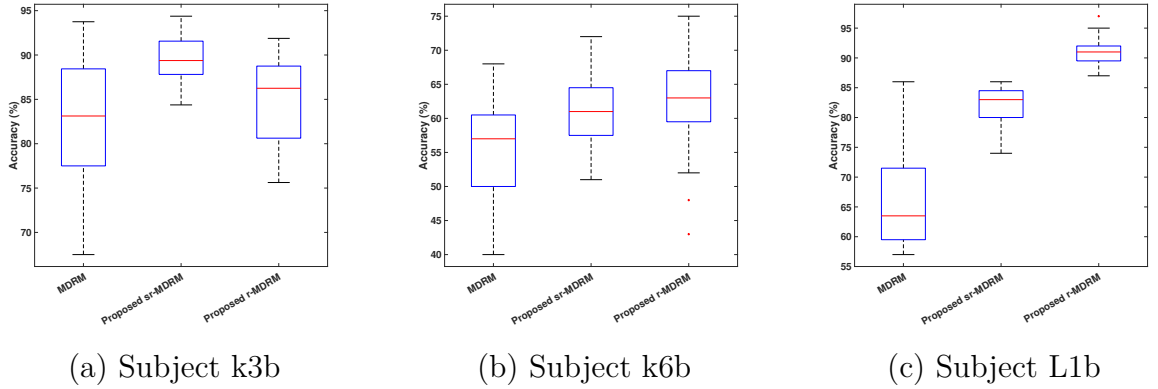 Accuracy (%)
95
90
85
80
75
70
MDRM
Proposed sr-MDRM
Proposed r-MDRM
(a) Subject k3b
Accuracy (%)
75
70
65
60
55
50
45
40
MDRM
Proposed sr-MDRM
Proposed r-MDRM
(b) Subject k6b
Accuracy (%)
95
90
85
80
75
70
65
60
55
MDRM
Proposed sr-MDRM
Proposed r-MDRM
(c) Subject L1b